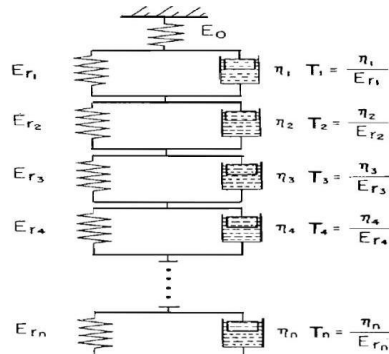 E₀
Eᵣ₁ η₁ T₁ = η₁/Eᵣ₁
Eᵣ₂ η₂ T₂ = η₂/Eᵣ₂
Eᵣ₃ η₃ T₃ = η₃/Eᵣ₃
Eᵣ₄ η₄ T₄ = η₄/Eᵣ₄
Eᵣₙ ηₙ Tₙ = ηₙ/Eᵣₙ